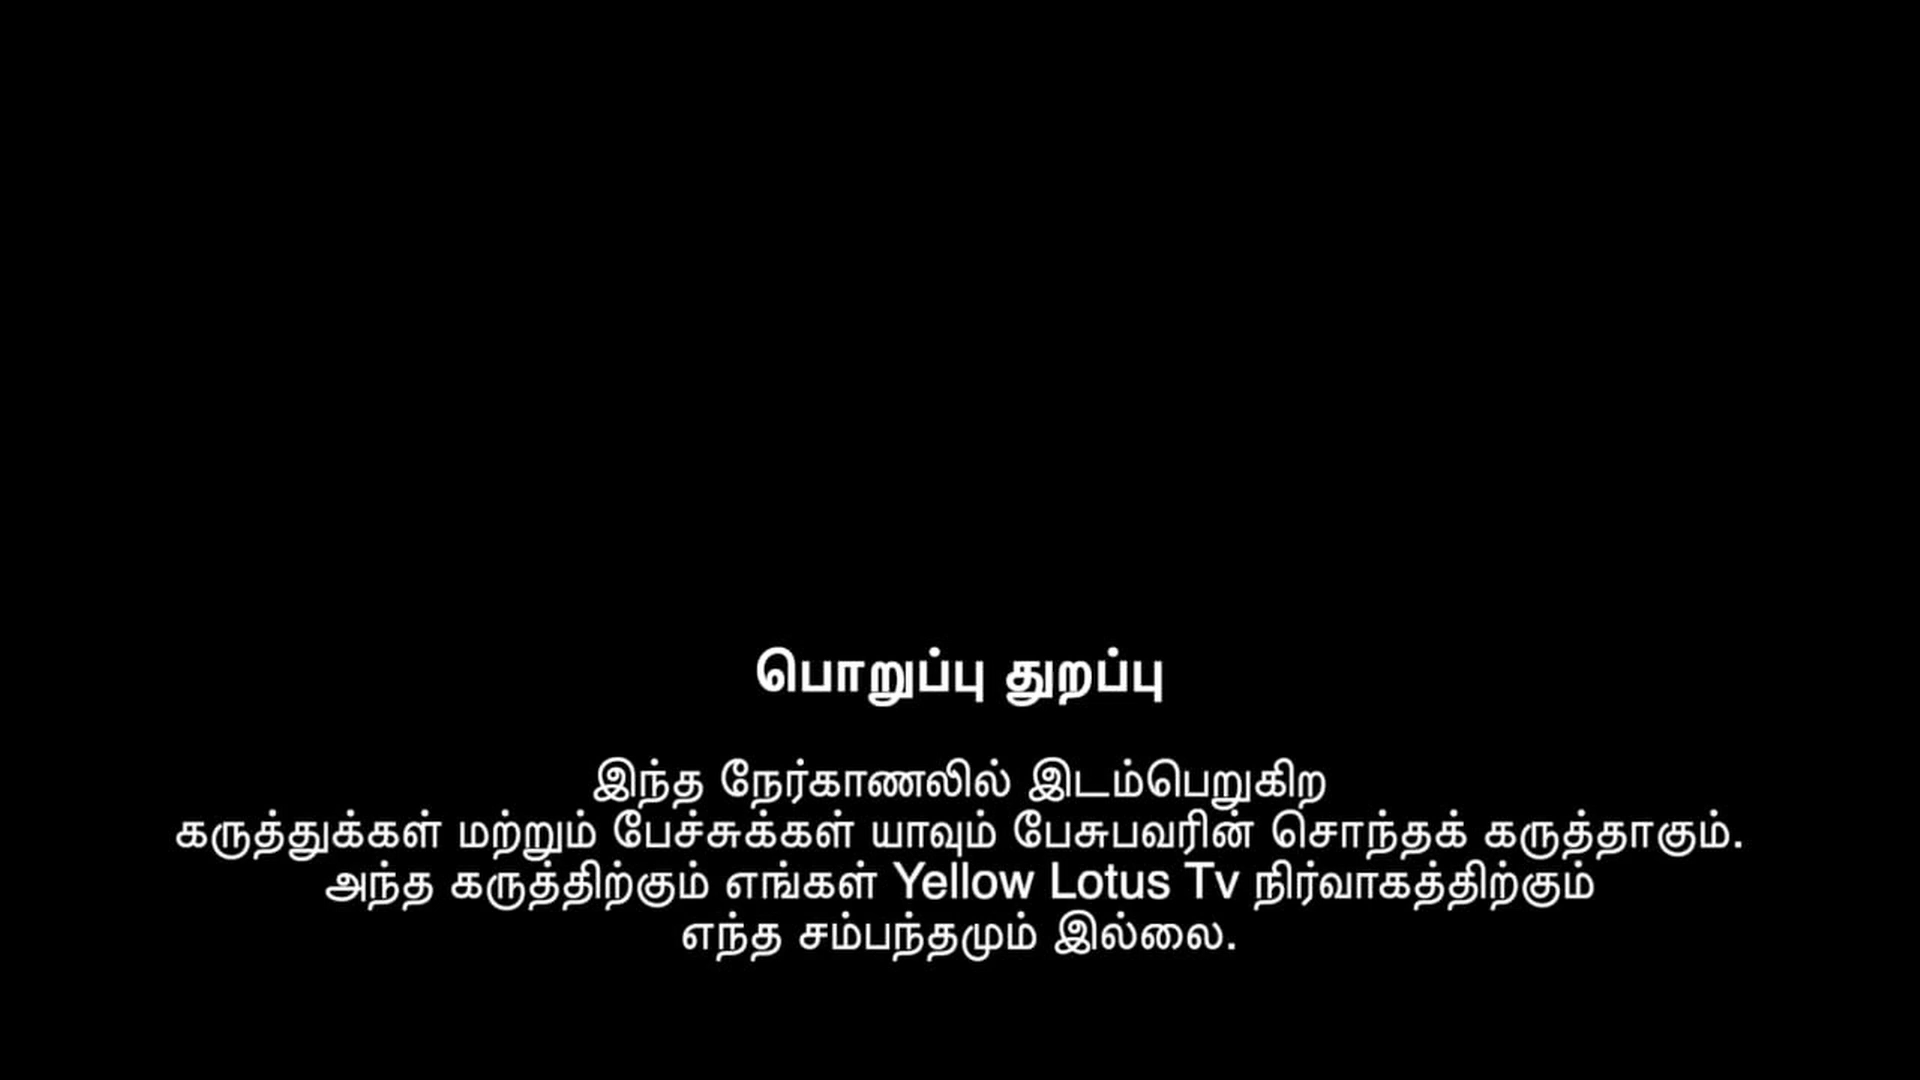 பொறுப்பு துறப்பு
இந்த நேர்காணலில் இடம்பெறுகிற
கருத்துக்கள் மற்றும் பேச்சுக்கள் யாவும் பேசுபவரின் சொந்தக் கருத்தாகும்.
அந்த கருத்திற்கும் எங்கள் Yellow Lotus Tv நிர்வாகத்திற்கும்
எந்த சம்பந்தமும் இல்லை.